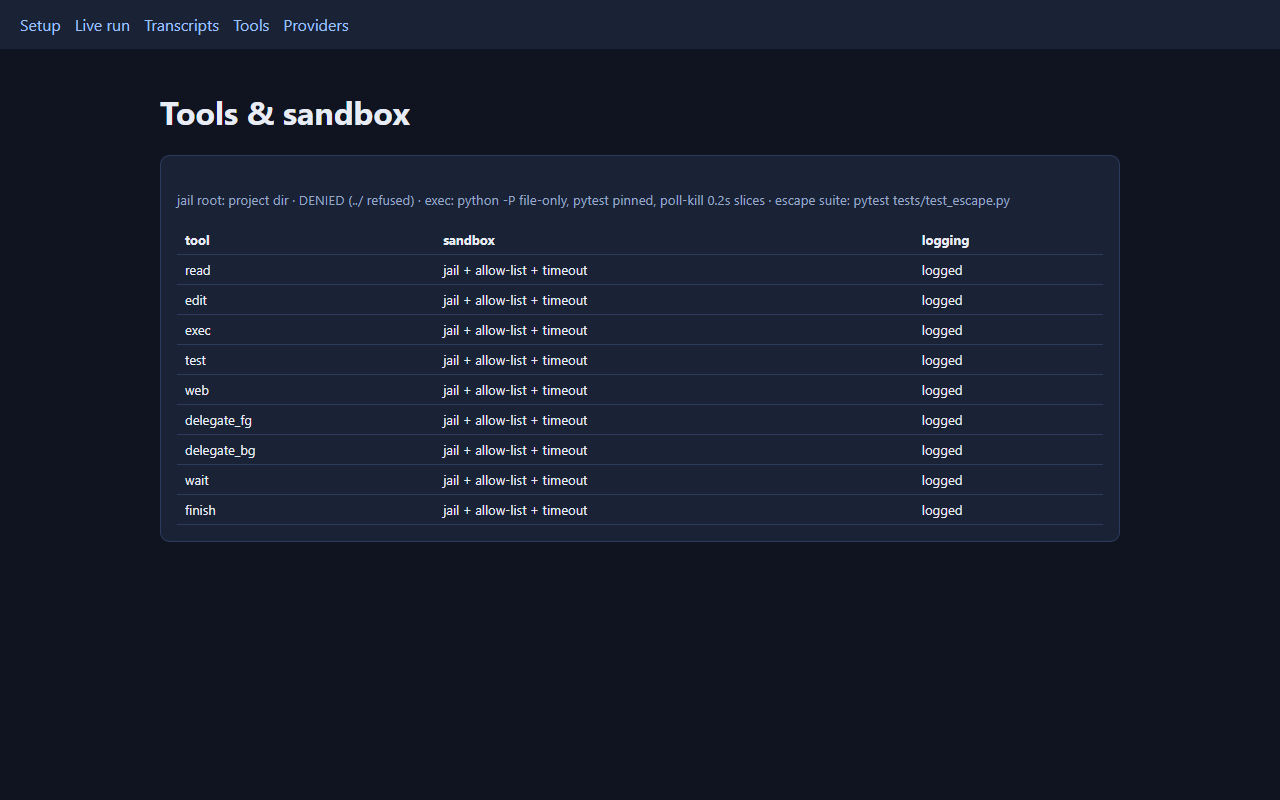 Setup Live run Transcripts Tools Providers
Tools & sandbox
jail root: project dir · DENIED (../ refused) · exec: python -P file-only, pytest pinned, poll-kill 0.2s slices · escape suite: pytest tests/test_escape.py
tool sandbox logging
read jail + allow-list + timeout logged
edit jail + allow-list + timeout logged
exec jail + allow-list + timeout logged
test jail + allow-list + timeout logged
web jail + allow-list + timeout logged
delegate_fg jail + allow-list + timeout logged
delegate_bg jail + allow-list + timeout logged
wait jail + allow-list + timeout logged
finish jail + allow-list + timeout logged